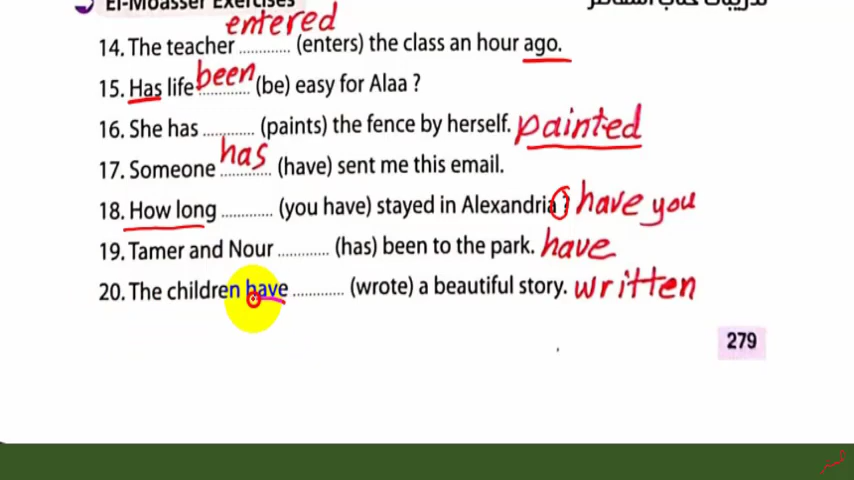 El-Moasser Exercises
entered
14. The teacher ............ (enters) the class an hour ago.
15. Has life been ............ (be) easy for Alaa ?
16. She has ............ (paints) the fence by herself. painted
17. Someone has ............ (have) sent me this email.
18. How long ............ (you have) stayed in Alexandria ? have you
19. Tamer and Nour ............ (has) been to the park. have
20. The children have ............ (wrote) a beautiful story. written
279